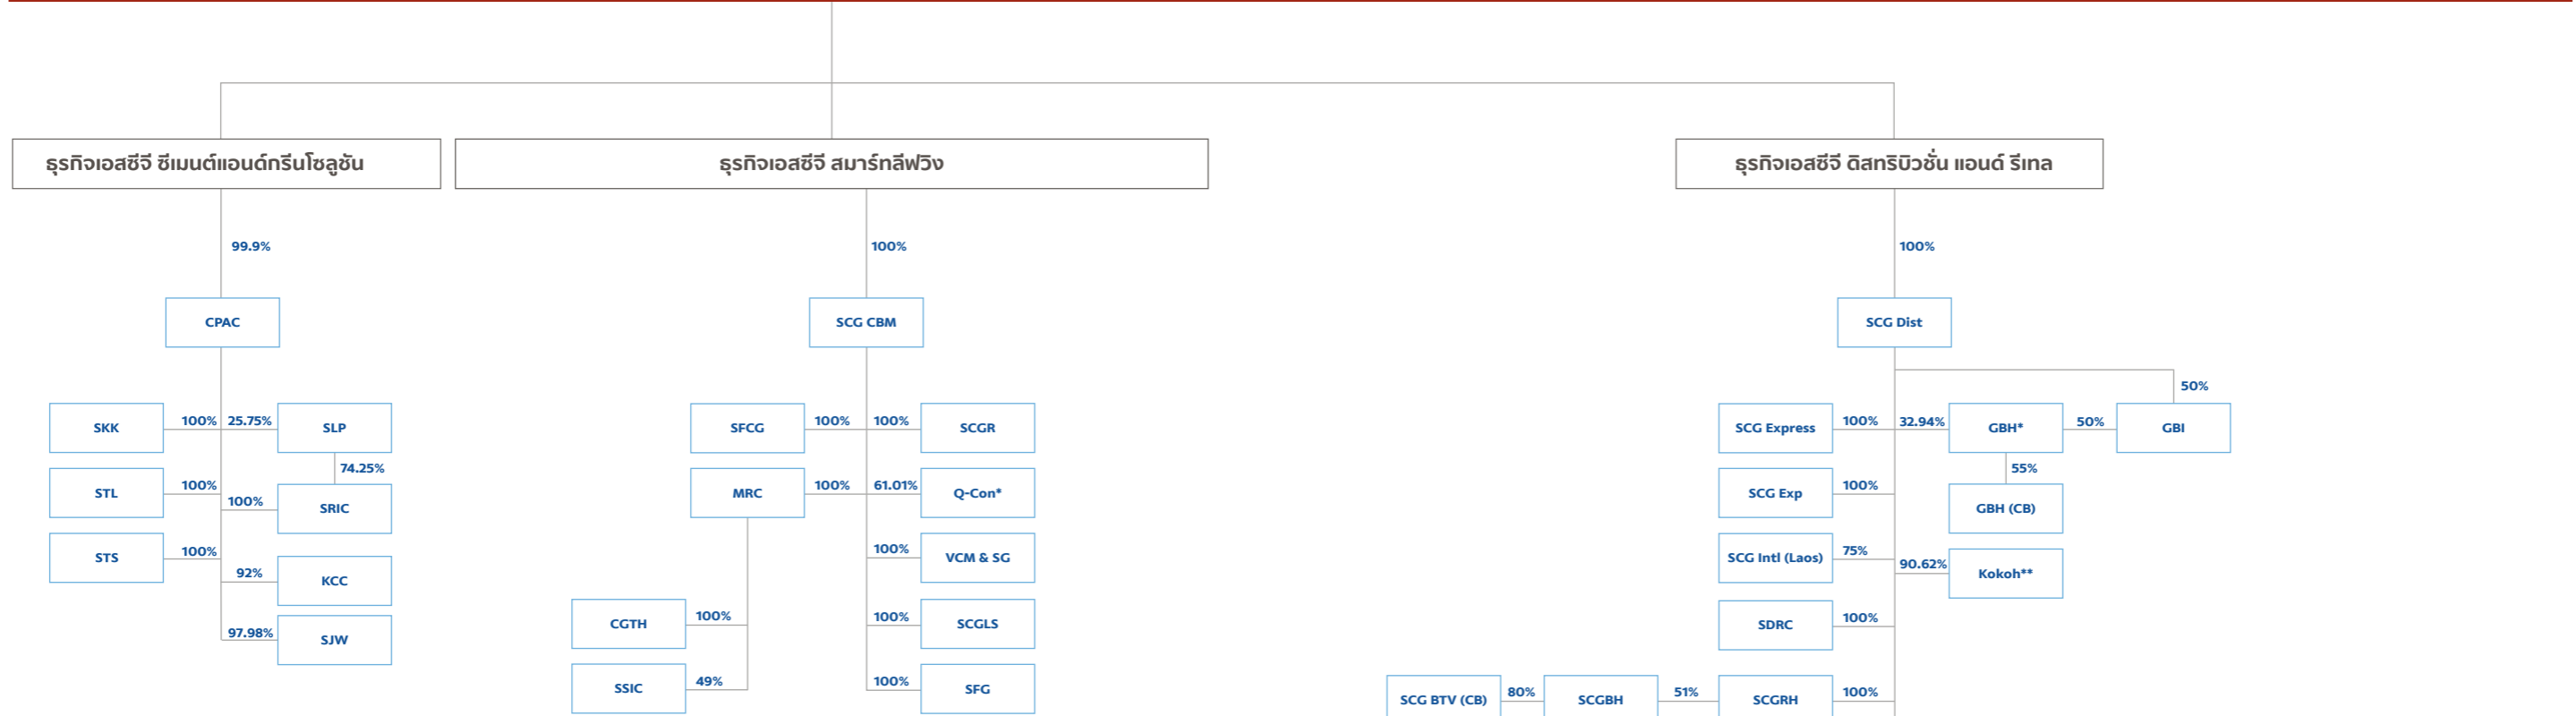 ธุรกิจเอสซีจี ซีเมนต์แอนด์กรีนโซลูชัน
ธุรกิจเอสซีจี สมาร์ทลีฟวิง
ธุรกิจเอสซีจี ดิสทริบิวชั่น แอนด์ รีเทล
99.9%
100%
100%
CPAC
SCG CBM
SCG Dist
50%
SKK 100% 25.75% SLP
SFCG 100% 100% SCGR
SCG Express 100% 32.94% GBH* 50% GBI
74.25%
55%
STL 100%
100% SRIC
MRC 100% 61.01% Q-Con*
SCG Exp 100%
GBH (CB)
STS 100%
92% KCC
100% VCM & SG
SCG Intl (Laos) 75%
90.62% Kokoh**
97.98% SJW
CGTH 100%
100% SCGLS
SDRC 100%
SSIC 49%
100% SFG
SCG BTV (CB) 80% SCGBH 51% SCGRH 100%